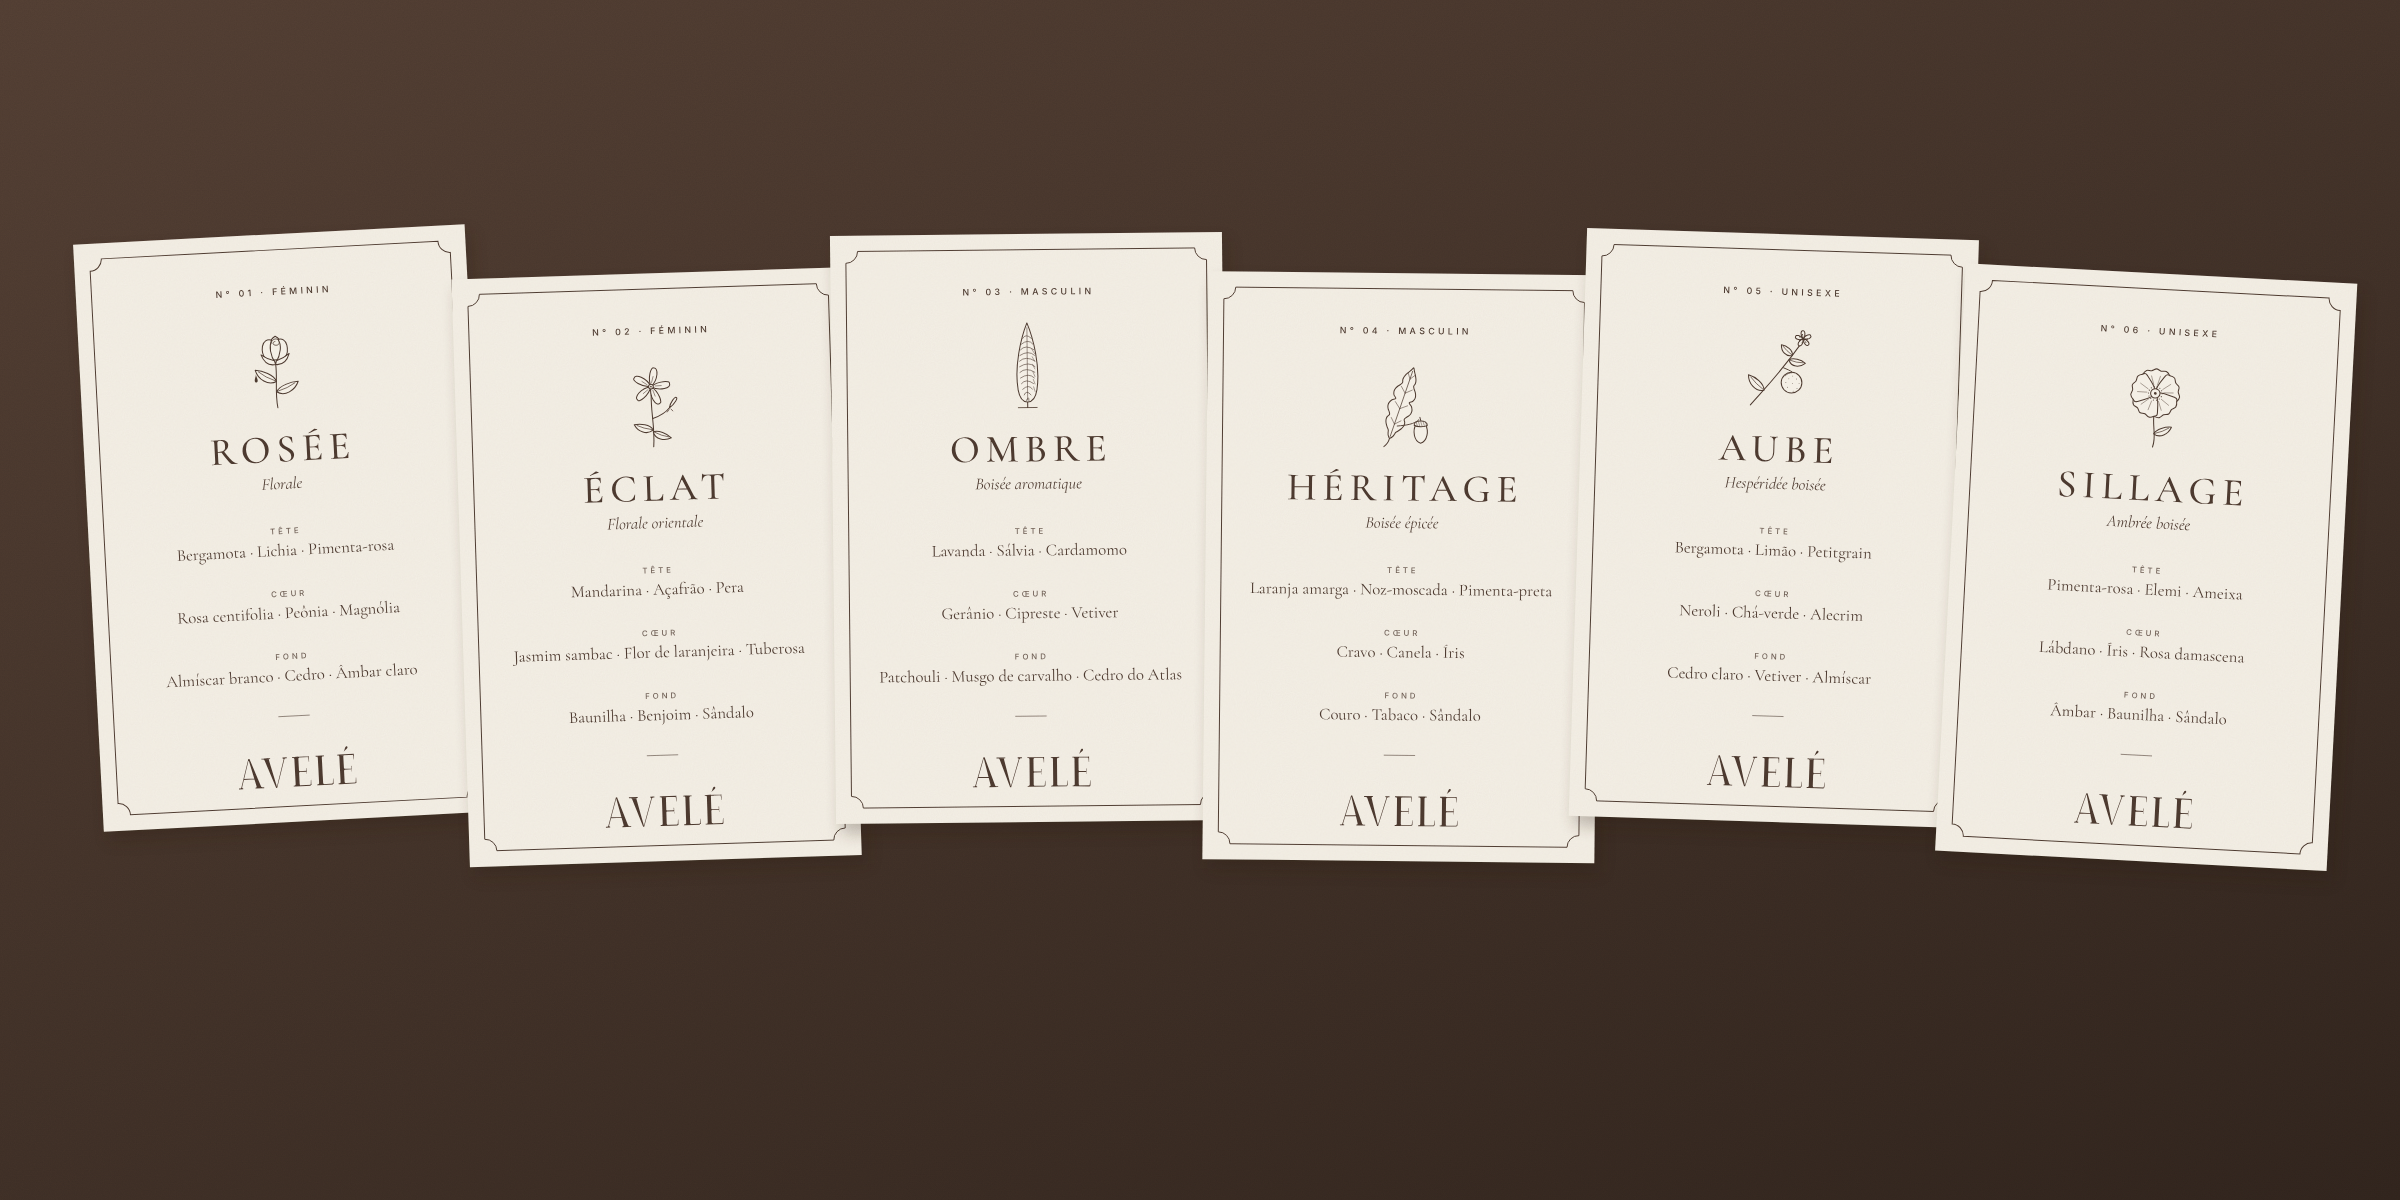 N° 01 · FÉMININ
ROSÉE
Florale
TÊTE
Bergamota · Lichia · Pimenta-rosa
CŒUR
Rosa centifolia · Peônia · Magnólia
FOND
Almíscar branco · Cedro · Âmbar claro
AVELÉ
N° 02 · FÉMININ
ÉCLAT
Florale orientale
TÊTE
Mandarina · Açafrão · Pera
CŒUR
Jasmim sambac · Flor de laranjeira · Tuberosa
FOND
Baunilha · Benjoim · Sândalo
AVELÉ
N° 03 · MASCULIN
OMBRE
Boisée aromatique
TÊTE
Lavanda · Sálvia · Cardamomo
CŒUR
Gerânio · Cipreste · Vetiver
FOND
Patchouli · Musgo de carvalho · Cedro do Atlas
AVELÉ
N° 04 · MASCULIN
HÉRITAGE
Boisée épicée
TÊTE
Laranja amarga · Noz-moscada · Pimenta-preta
CŒUR
Cravo · Canela · Íris
FOND
Couro · Tabaco · Sândalo
AVELÉ
N° 05 · UNISEXE
AUBE
Hespéridée boisée
TÊTE
Bergamota · Limão · Petitgrain
CŒUR
Neroli · Chá-verde · Alecrim
FOND
Cedro claro · Vetiver · Almíscar
AVELÉ
N° 06 · UNISEXE
SILLAGE
Ambrée boisée
TÊTE
Pimenta-rosa · Elemi · Ameixa
CŒUR
Lábdano · Íris · Rosa damascena
FOND
Âmbar · Baunilha · Sândalo
AVELÉ